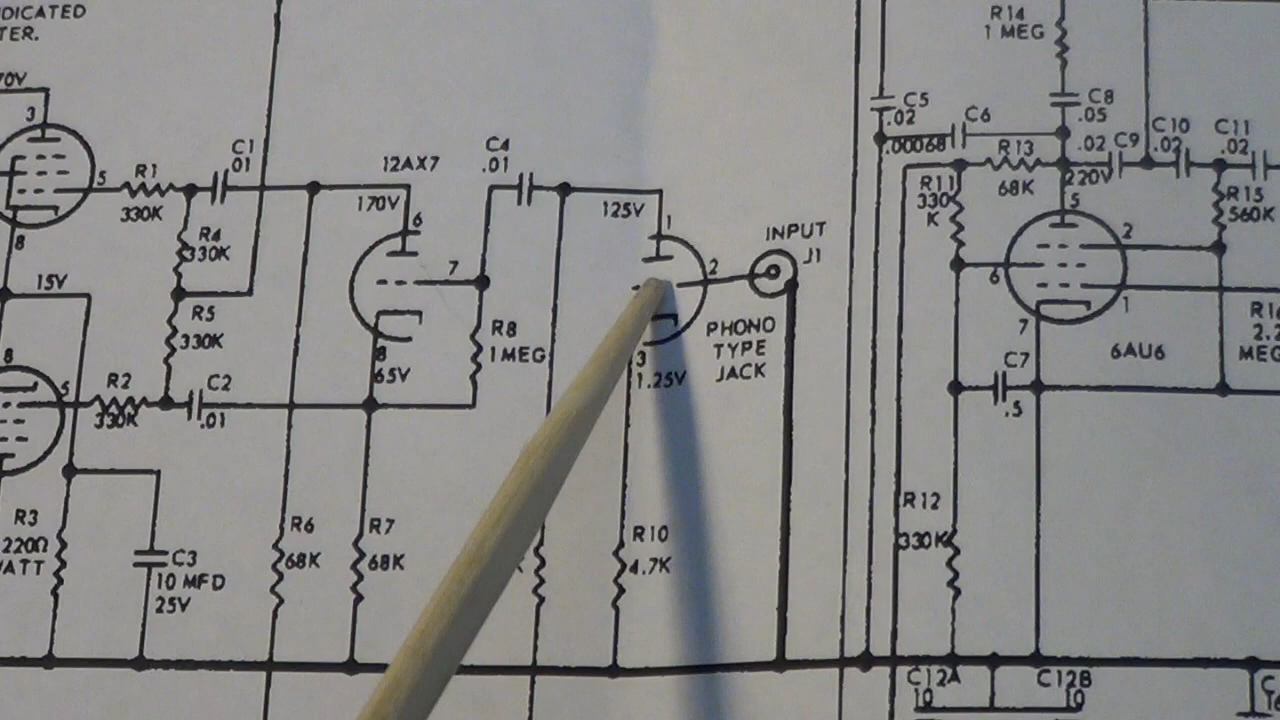 INDICATED
TER.
70V
3
5
8
R1
330K
C1
.01
R4
330K
15V
R5
330K
8
5
R2
330K
C2
.01
R3
220Ω
WATT
C3
10 MFD
25V
12AX7
170V
6
7
8
65V
C4
.01
R8
1MEG
R6
68K
R7
68K
K
125V
1
2
3
1.25V
INPUT
J1
PHONO
TYPE
JACK
R10
4.7K
R14
1 MEG
C5
.02
C6
.00068
C8
.05
R13
68K
.02
C9
220V
C10
.02
C11
.02
R11
330
K
R15
560K
5
2
6
1
7
6AU6
2.2
MEG
C7
.5
R12
330K
C12A
10
C12B
10